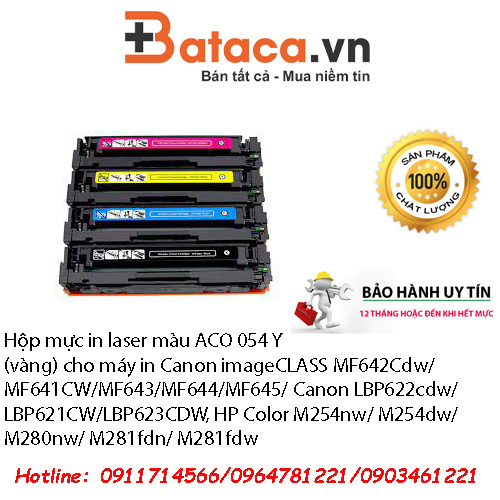 Bataca.vn
Bán tất cả - Mua niềm tin
SẢN PHẨM
100%
CHẤT LƯỢNG
BẢO HÀNH UY TÍN
12 THÁNG HOẶC ĐẾN KHI HẾT MỰC
Hộp mực in laser màu ACO 054 Y
(vàng) cho máy in Canon imageCLASS MF642Cdw/
MF641CW/MF643/MF644/MF645/ Canon LBP622cdw/
LBP621CW/LBP623CDW, HP Color M254nw/ M254dw/
M280nw/ M281fdn/ M281fdw
Hotline: 0911714566/0964781221/0903461221